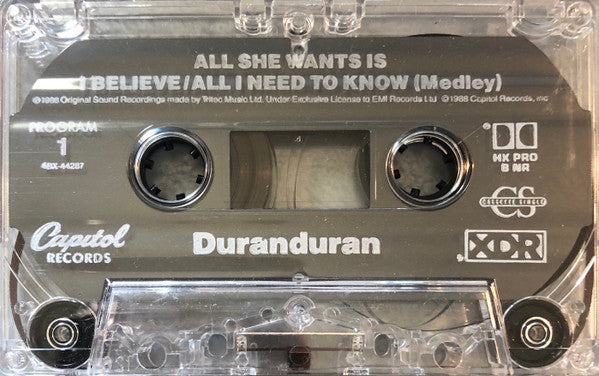 ALL SHE WANTS IS
I BELIEVE/ALL I NEED TO KNOW (Medley)
℗1988 Original Sound Recordings made by Tritec Music Ltd. Under Exclusive License to EMI Records Ltd. ©1988 Capitol Records, Inc
PROGRAM
1
4BX-44287
HX PRO
B NR
CASSETTE SINGLE
CS
Capitol
RECORDS
Duranduran
XDR